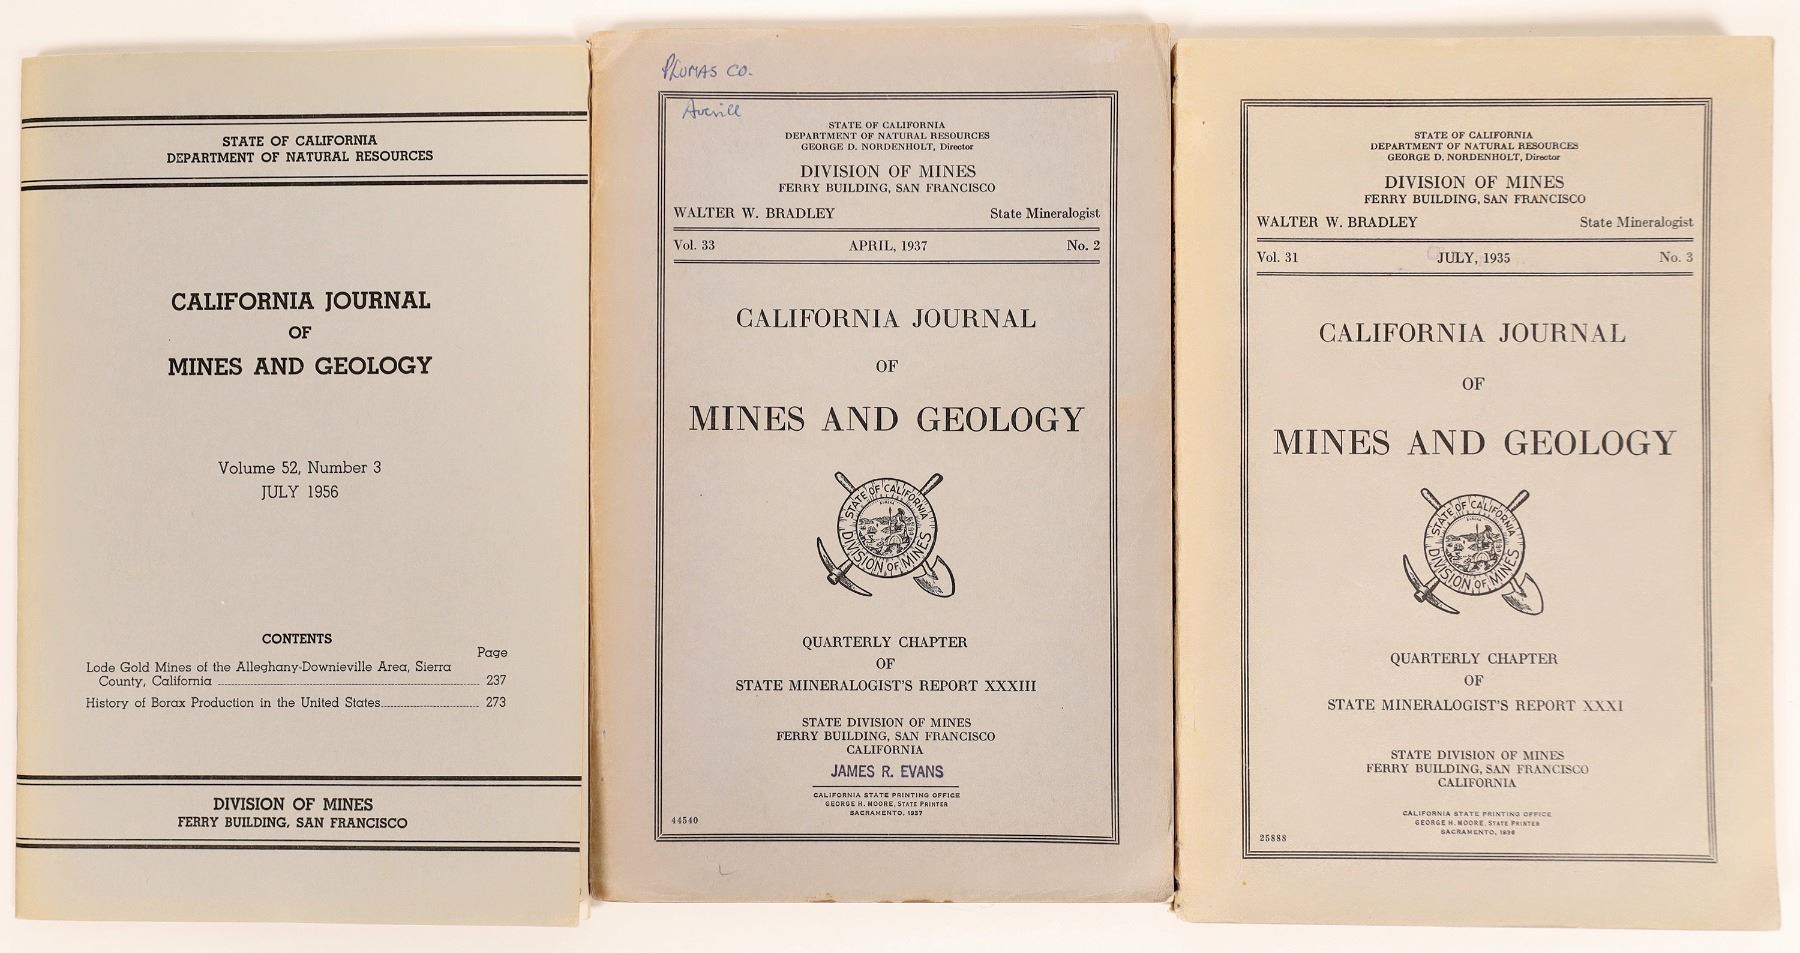 STATE OF CALIFORNIA
DEPARTMENT OF NATURAL RESOURCES
CALIFORNIA JOURNAL
OF
MINES AND GEOLOGY
Volume 52, Number 3
JULY 1956
CONTENTS
Page
Lode Gold Mines of the Alleghany-Downieville Area, Sierra
County, California 237
History of Borax Production in the United States 273
DIVISION OF MINES
FERRY BUILDING, SAN FRANCISCO
PLUMAS CO.
Averill
STATE OF CALIFORNIA
DEPARTMENT OF NATURAL RESOURCES
GEORGE D. NORDENHOLT, Director
DIVISION OF MINES
FERRY BUILDING, SAN FRANCISCO
WALTER W. BRADLEY State Mineralogist
Vol. 33 APRIL, 1937 No. 2
CALIFORNIA JOURNAL
OF
MINES AND GEOLOGY
STATE OF CALIFORNIA
DIVISION OF MINES
QUARTERLY CHAPTER
OF
STATE MINERALOGIST'S REPORT XXXIII
STATE DIVISION OF MINES
FERRY BUILDING, SAN FRANCISCO
CALIFORNIA
JAMES R. EVANS
CALIFORNIA STATE PRINTING OFFICE
GEORGE H. MOORE, STATE PRINTER
SACRAMENTO, 1937
44540
STATE OF CALIFORNIA
DEPARTMENT OF NATURAL RESOURCES
GEORGE D. NORDENHOLT, Director
DIVISION OF MINES
FERRY BUILDING, SAN FRANCISCO
WALTER W. BRADLEY State Mineralogist
Vol. 31 JULY, 1935 No. 3
CALIFORNIA JOURNAL
OF
MINES AND GEOLOGY
STATE OF CALIFORNIA
DIVISION OF MINES
QUARTERLY CHAPTER
OF
STATE MINERALOGIST'S REPORT XXXI
STATE DIVISION OF MINES
FERRY BUILDING, SAN FRANCISCO
CALIFORNIA
CALIFORNIA STATE PRINTING OFFICE
GEORGE H. MOORE, STATE PRINTER
SACRAMENTO, 1936
25888